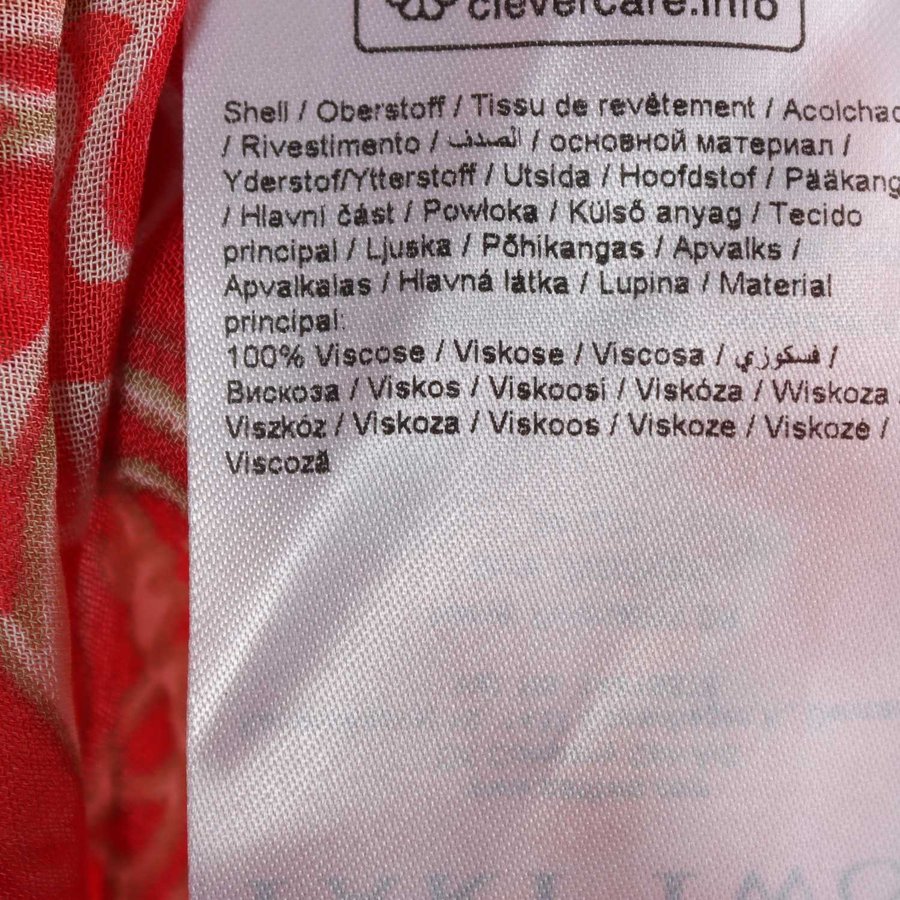 clevercare.info
Shell / Oberstoff / Tissu de revêtement / Acolchad
/ Rivestimento / الصدف / основной материал /
Yderstof/Ytterstoff / Utsida / Hoofdstof / Pääkang
/ Hlavní část / Powłoka / Külső anyag / Tecido
principal / Ljuska / Põhikangas / Apvalks /
Apvalkalas / Hlavná látka / Lupina / Material
principal:
100% Viscose / Viskose / Viscosa / فسكوزي /
Вискоза / Viskos / Viskoosi / Viskóza / Wiskoza /
Viszkóz / Viskoza / Viskoos / Viskoze / Viskozė /
Viscoză